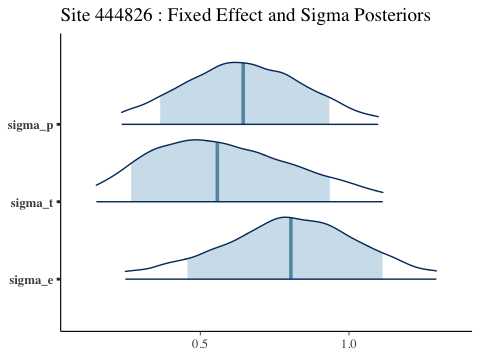 Site 444826 : Fixed Effect and Sigma Posteriors
sigma_p
sigma_t
sigma_e
0.5 1.0